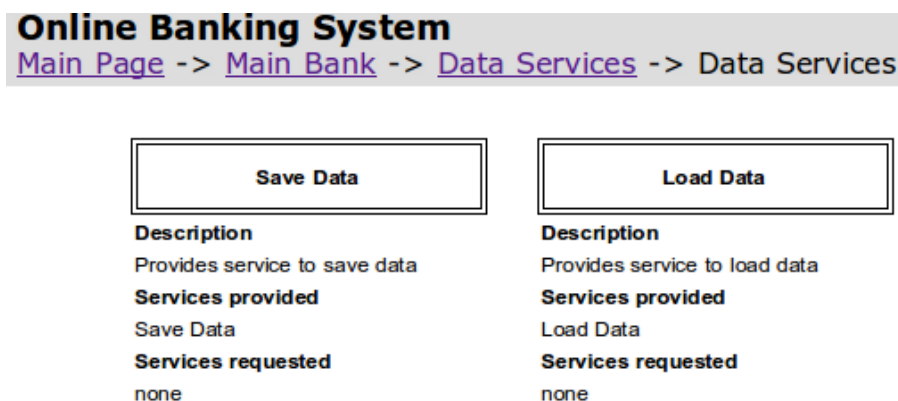 Online Banking System
Main Page -> Main Bank -> Data Services -> Data Services
Save Data
Description
Provides service to save data
Services provided
Save Data
Services requested
none
Load Data
Description
Provides service to load data
Services provided
Load Data
Services requested
none